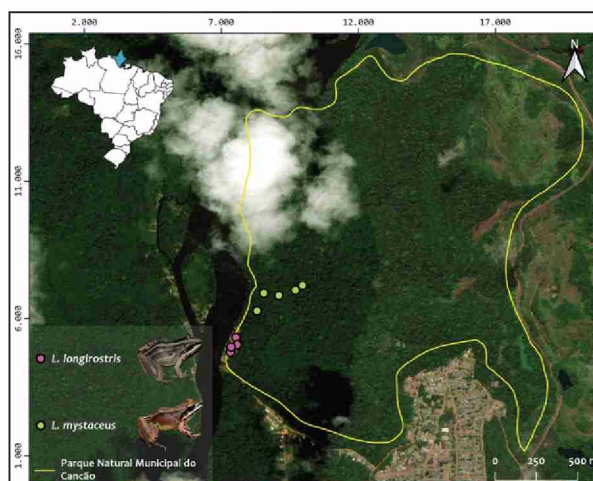 2.000 7.000 12.000 17.000
16.000
N
11.000
6.000
L. longirostris
L. mystaceus
Parque Natural Municipal do
Cancão
1.000
0 250 500 m